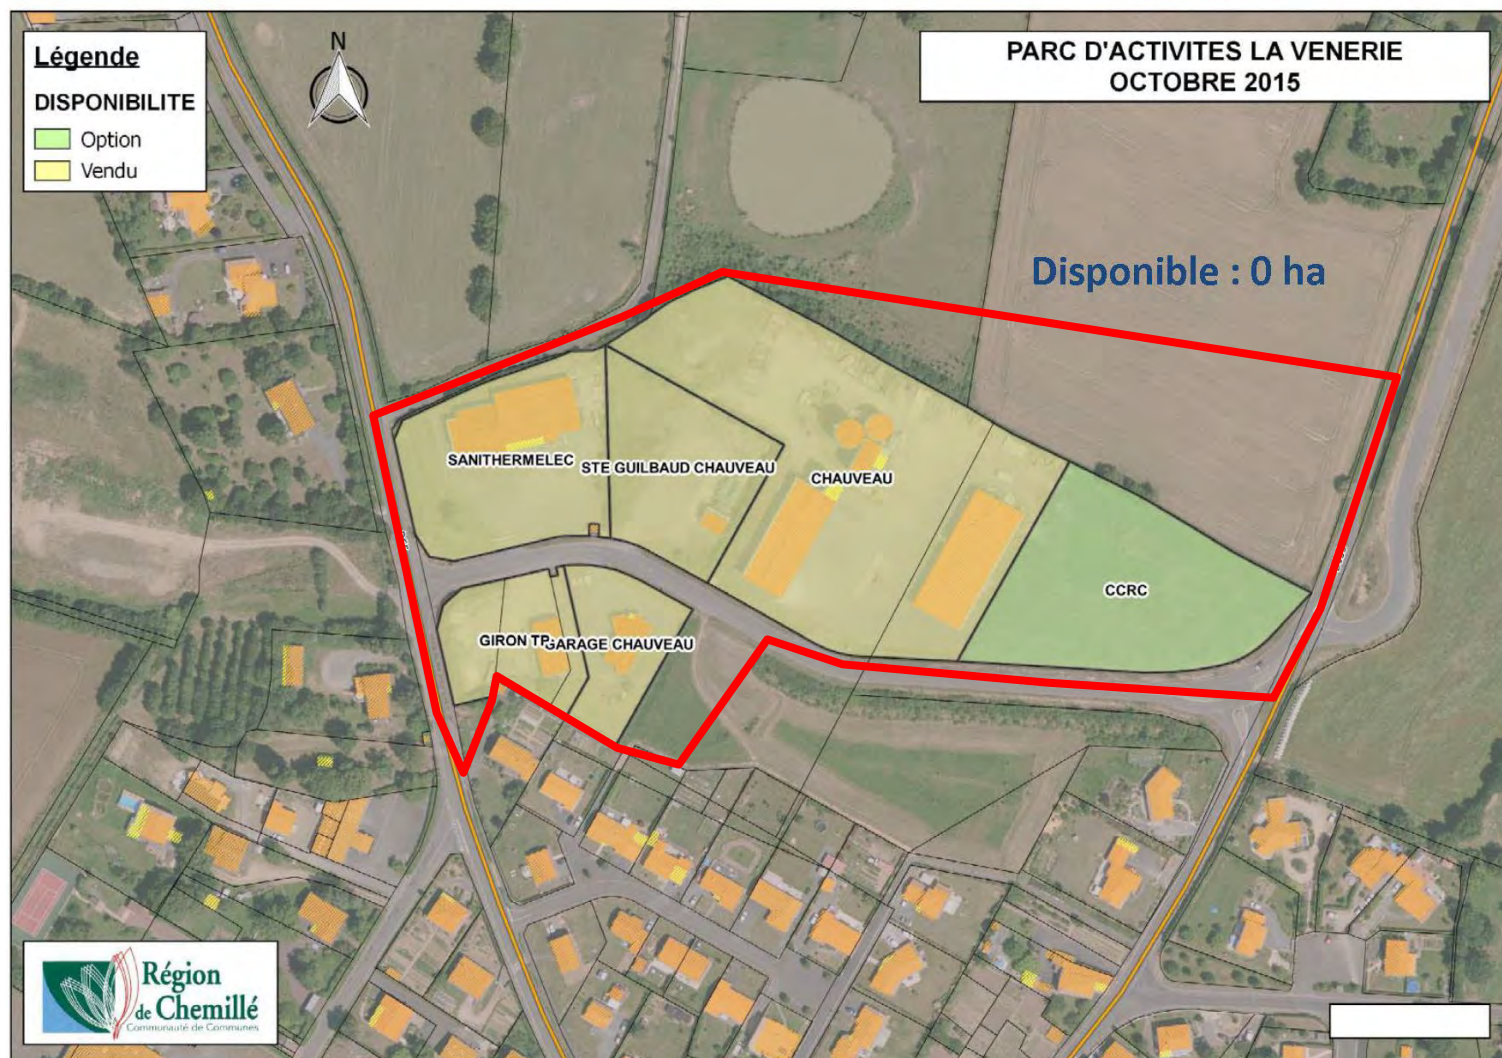 Légende
DISPONIBILITE
Option
Vendu
N
PARC D'ACTIVITES LA VENERIE
OCTOBRE 2015
Disponible : 0 ha
SANITHERMELEC
STE GUILBAUD CHAUVEAU
CHAUVEAU
CCRC
GIRON TP
GARAGE CHAUVEAU
Région
de Chemillé
Communauté de Communes